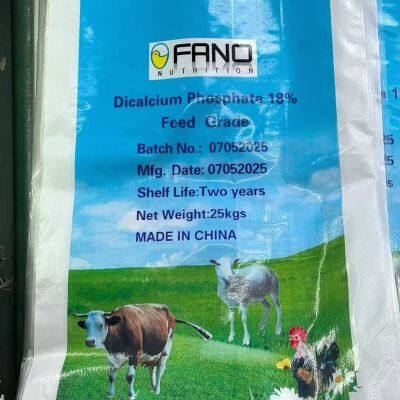 FANO
NUTRITION
Dicalcium Phosphate 18%
Feed Grade
Batch No.: 07052025
Mfg. Date: 07052025
Shelf Life:Two years
Net Weight:25kgs
MADE IN CHINA